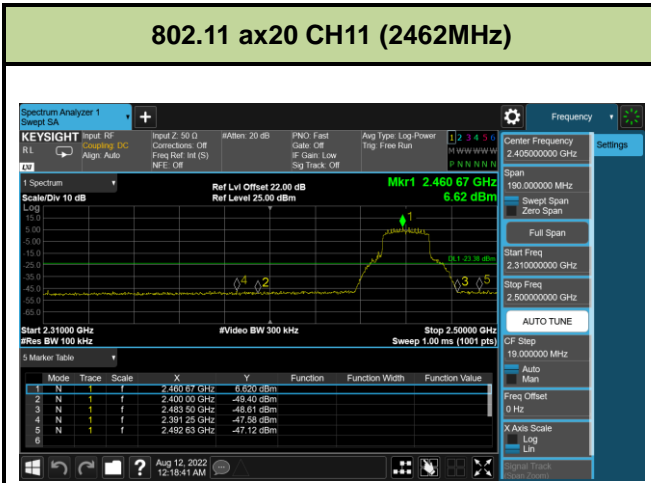 802.11 ax20 CH11 (2462MHz)
Spectrum Analyzer 1
Swept SA
+
Frequency
KEYSIGHT
RL
LXI
Input: RF
Coupling: DC
Align: Auto
Input Z: 50 Ω
Corrections: Off
Freq Ref: Int (S)
NFE: Off
#Atten: 20 dB
PNO: Fast
Gate: Off
IF Gain: Low
Sig Track: Off
Avg Type: Log-Power
Trig: Free Run
1 2 3 4 5 6
M W W W W W
P N N N N N
1 Spectrum
Scale/Div 10 dB
Log
Ref Lvl Offset 22.00 dB
Ref Level 25.00 dBm
Mkr1 2.460 67 GHz
6.62 dBm
15.0
5.00
-5.00
-15.0
-25.0
-35.0
-45.0
-55.0
-65.0
1
DL1 -23.38 dBm
4
2
3
5
Start 2.31000 GHz
#Res BW 100 kHz
#Video BW 300 kHz
Stop 2.50000 GHz
Sweep 1.00 ms (1001 pts)
5 Marker Table
Mode Trace Scale X Y Function Function Width Function Value
1 N 1 f 2.460 67 GHz 6.620 dBm
2 N 1 f 2.400 00 GHz -49.40 dBm
3 N 1 f 2.483 50 GHz -48.61 dBm
4 N 1 f 2.391 25 GHz -47.58 dBm
5 N 1 f 2.492 63 GHz -47.12 dBm
6
?
Aug 12, 2022
12:18:41 AM
Center Frequency
2.405000000 GHz
Settings
Span
190.000000 MHz
Swept Span
Zero Span
Full Span
Start Freq
2.310000000 GHz
Stop Freq
2.500000000 GHz
AUTO TUNE
CF Step
19.000000 MHz
Auto
Man
Freq Offset
0 Hz
X Axis Scale
Log
Lin
Signal Track
(Span Zoom)